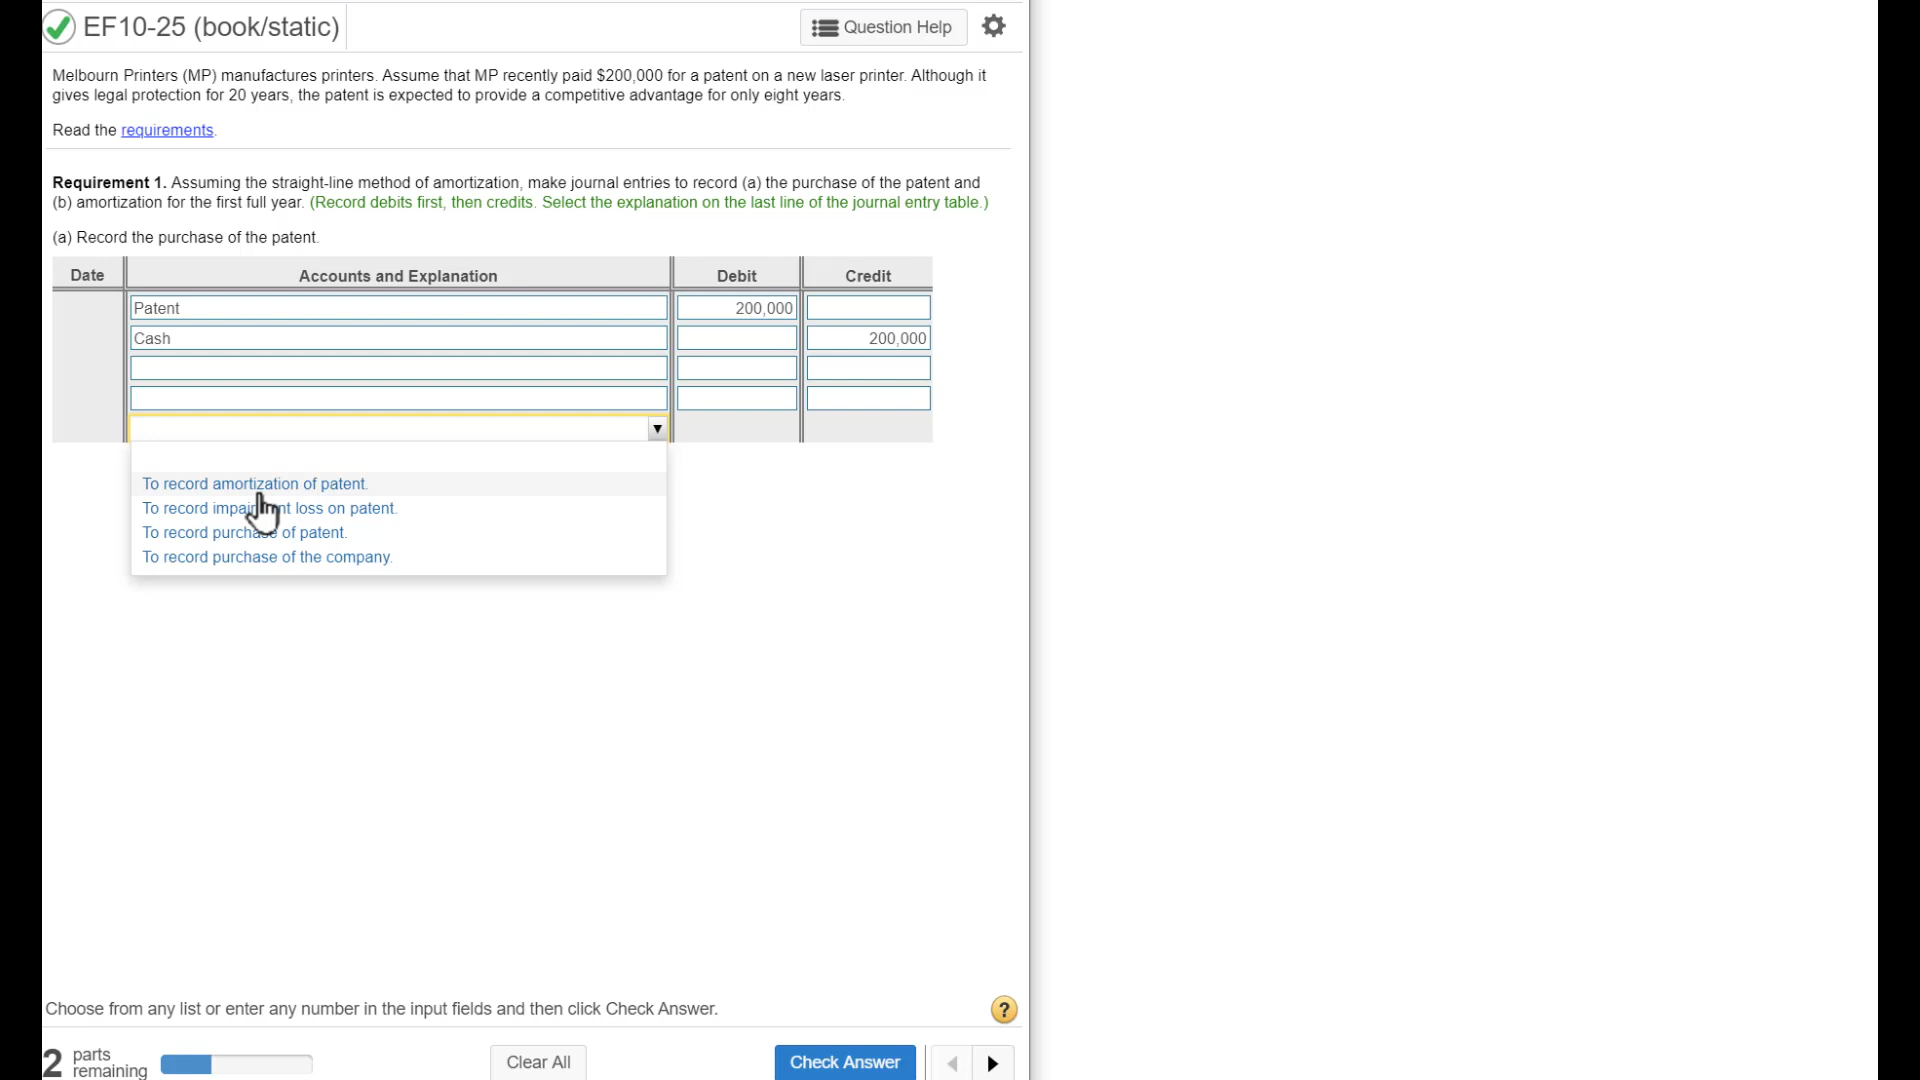 EF10-25 (book/static)
Question Help
Melbourn Printers (MP) manufactures printers. Assume that MP recently paid $200,000 for a patent on a new laser printer. Although it
gives legal protection for 20 years, the patent is expected to provide a competitive advantage for only eight years.
Read the requirements.
Requirement 1. Assuming the straight-line method of amortization, make journal entries to record (a) the purchase of the patent and
(b) amortization for the first full year. (Record debits first, then credits. Select the explanation on the last line of the journal entry table.)
(a) Record the purchase of the patent.
Date Accounts and Explanation Debit Credit
Patent 200,000
Cash 200,000
▼
To record amortization of patent.
To record impairment loss on patent.
To record purchase of patent.
To record purchase of the company.
Choose from any list or enter any number in the input fields and then click Check Answer.
?
2 parts
remaining
Clear All
Check Answer